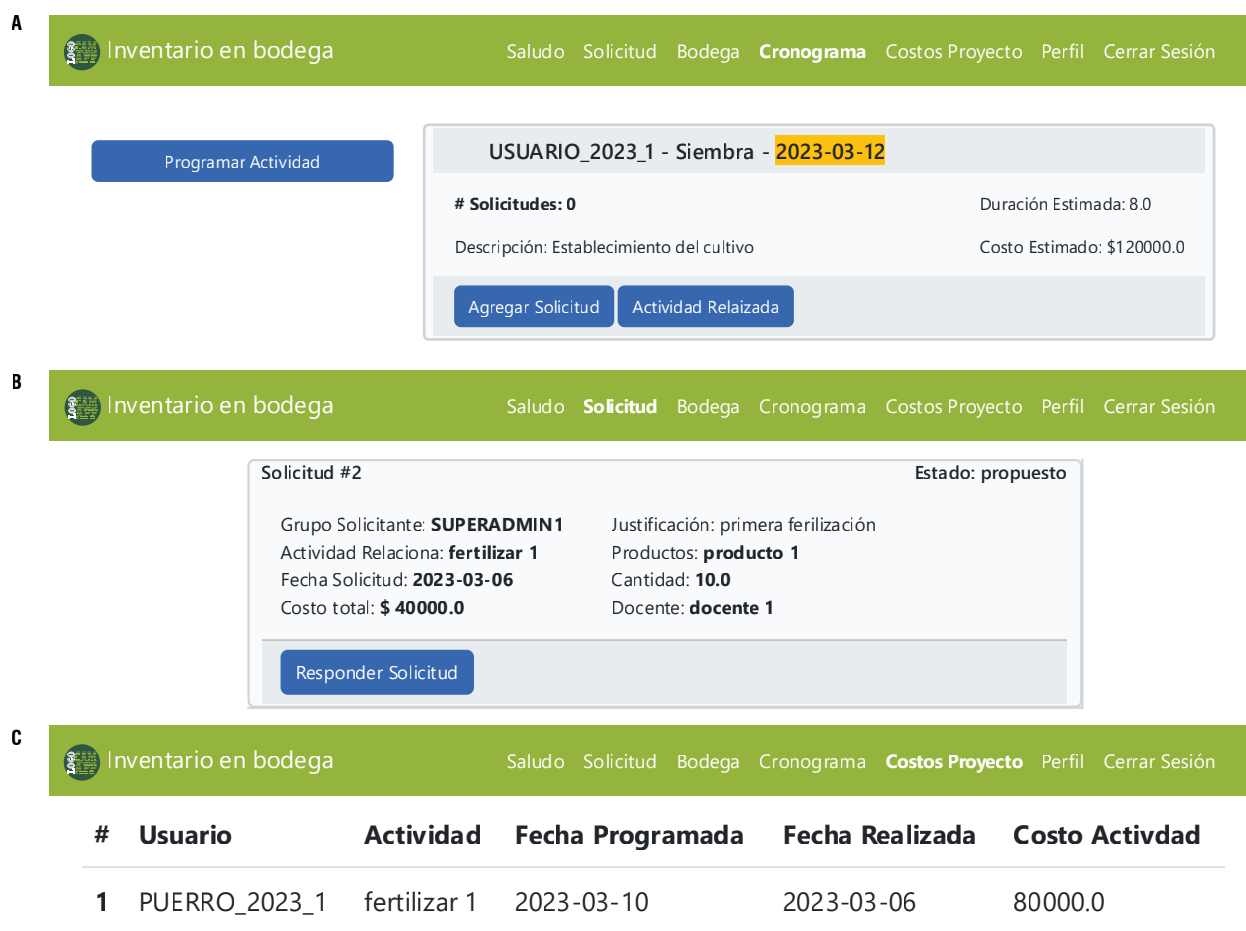 A
LOGO Inventario en bodega Saludo Solicitud Bodega Cronograma Costos Proyecto Perfil Cerrar Sesión
Programar Actividad
USUARIO_2023_1 - Siembra - 2023-03-12
# Solicitudes: 0 Duración Estimada: 8.0
Descripción: Establecimiento del cultivo Costo Estimado: $120000.0
Agregar Solicitud Actividad Relaizada
B
LOGO Inventario en bodega Saludo Solicitud Bodega Cronograma Costos Proyecto Perfil Cerrar Sesión
Solicitud #2 Estado: propuesto
Grupo Solicitante: SUPERADMIN1 Justificación: primera ferilización
Actividad Relaciona: fertilizar 1 Productos: producto 1
Fecha Solicitud: 2023-03-06 Cantidad: 10.0
Costo total: $ 40000.0 Docente: docente 1
Responder Solicitud
C
LOGO Inventario en bodega Saludo Solicitud Bodega Cronograma Costos Proyecto Perfil Cerrar Sesión
# Usuario Actividad Fecha Programada Fecha Realizada Costo Activdad
1 PUERRO_2023_1 fertilizar 1 2023-03-10 2023-03-06 80000.0